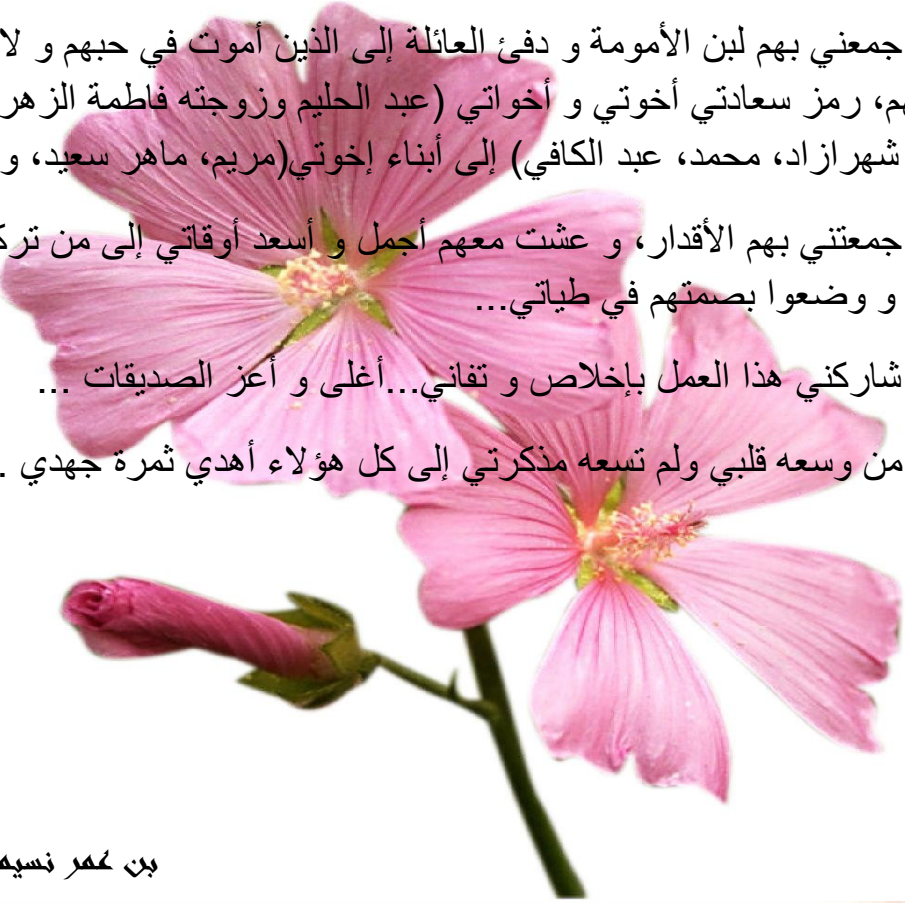 جمعني بهم لبن الأمومة و دفئ العائلة إلى الذين أموت في حبهم و لا
هم، رمز سعادتي أخوتي و أخواتي (عبد الحليم وزوجته فاطمة الزهر
شهرازاد، محمد، عبد الكافي) إلى أبناء إخوتي(مريم، ماهر سعيد، و
جمعتني بهم الأقدار، و عشت معهم أجمل و أسعد أوقاتي إلى من ترك
و وضعوا بصمتهم في طياتي...
شاركني هذا العمل بإخلاص و تفاني...أغلى و أعز الصديقات ...
من وسعه قلبي ولم تسعه مذكرتي إلى كل هؤلاء أهدي ثمرة جهدي .
بن عمر نسيم